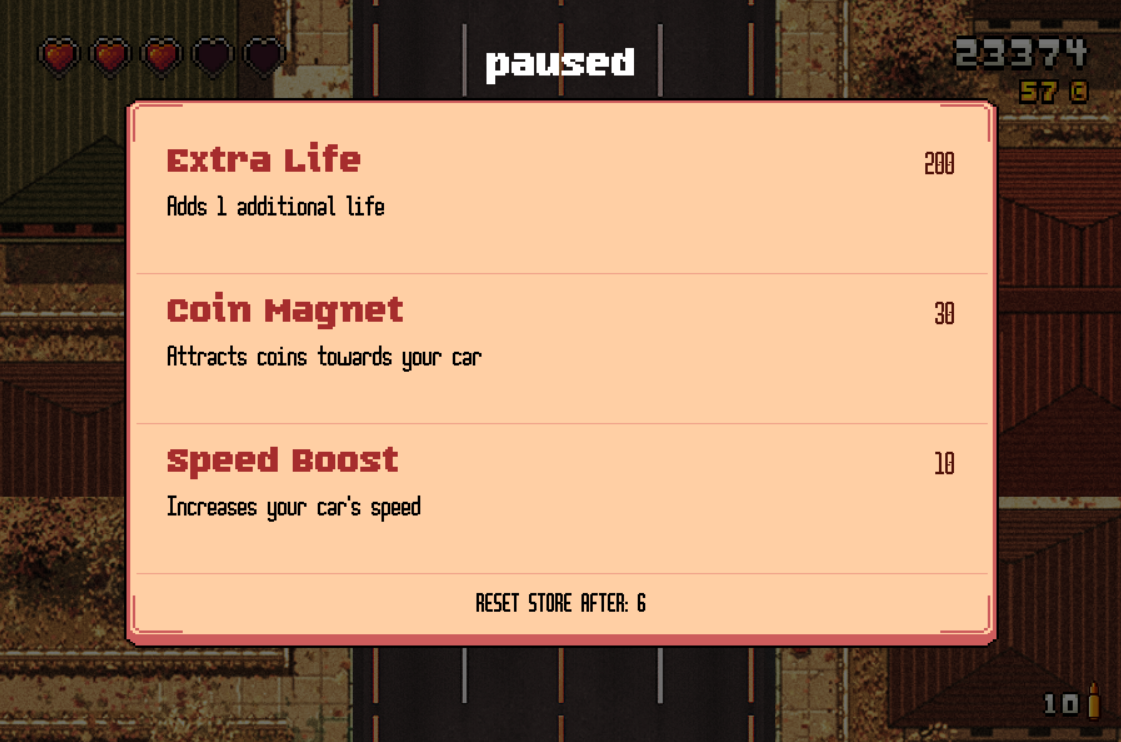 paused
23374
57 C
Extra Life
200
Adds 1 additional life
Coin Magnet
30
Attracts coins towards your car
Speed Boost
10
Increases your car's speed
RESET STORE AFTER: 6
10